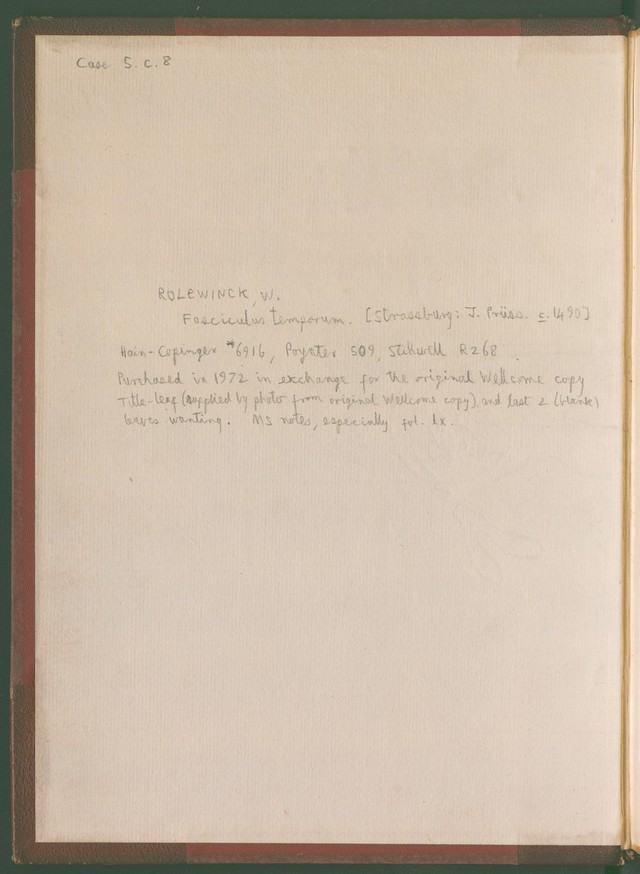 Case 5.c.8
ROLEWINCK, W.
Fasciculus temporum. [Strassburg: J. Prüss. c.1490]
Hain-Copinger *6916, Poynter 509, Stillwell R268
Purchased in 1972 in exchange for the original Wellcome copy
Title-leaf (supplied by photo from original Wellcome copy) and last 2 (blank)
leaves wanting. MS notes, especially fol. lx.